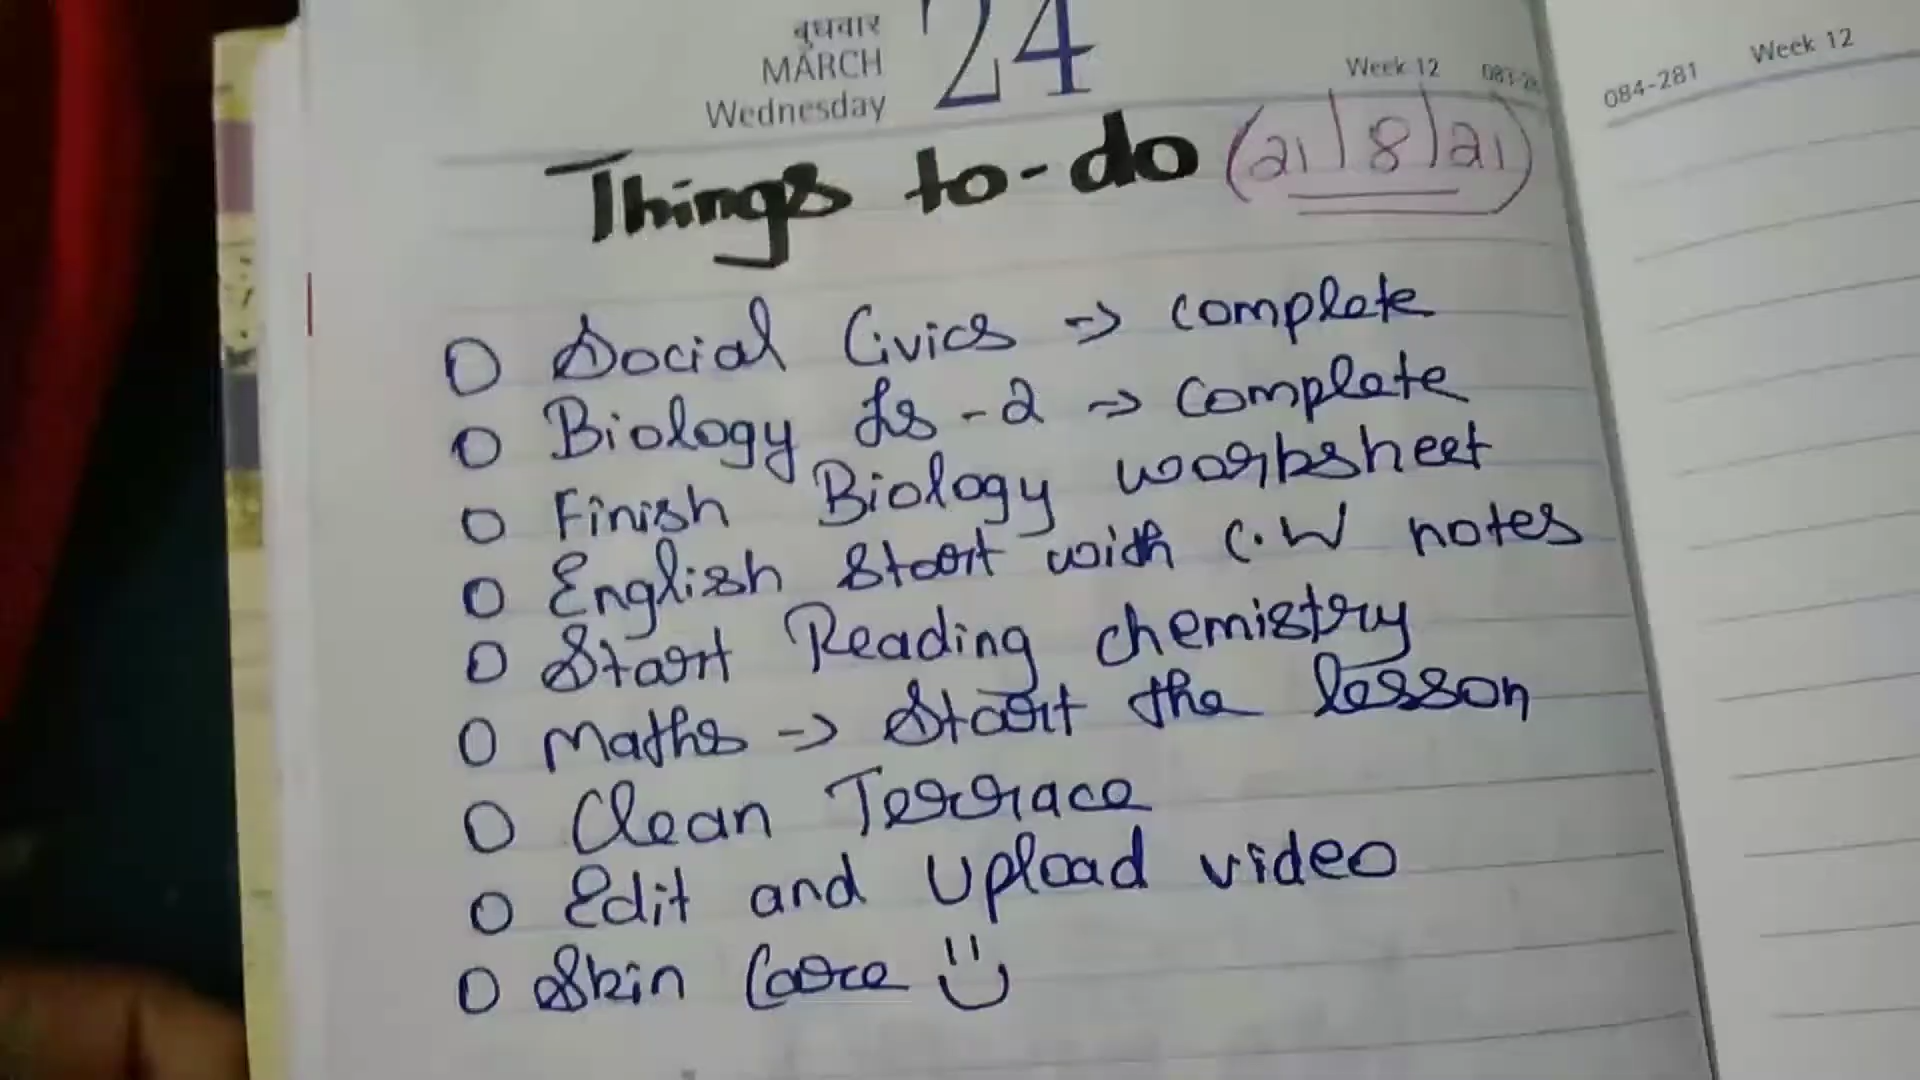 बुधवार
MARCH
Wednesday
24
Week 12
Things to-do (21/8/21)
Social Civics → complete
Biology Ls-2 → complete
Finish Biology worksheet
English start with C.W notes
Start Reading chemistry
Maths → Start the lesson
Clean Terrace
Edit and Upload video
Skin Care
084-281
Week 12